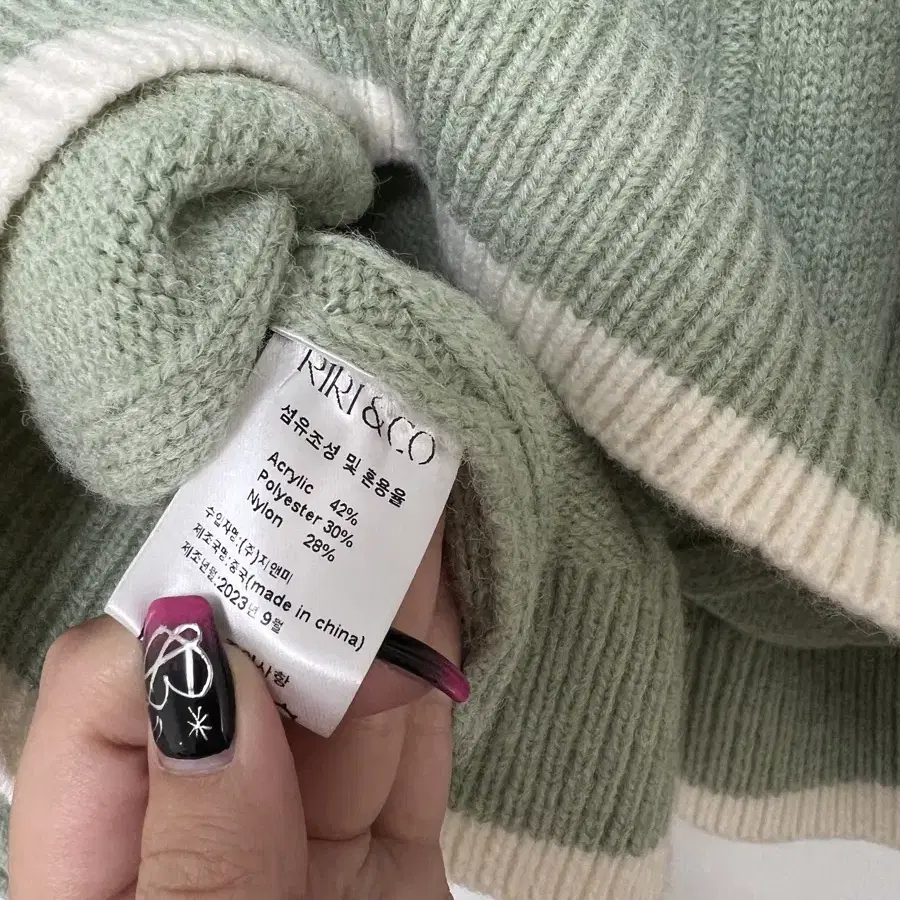 RIRI&CO
섬유조성 및 혼용율
Acrylic 42%
Polyester 30%
Nylon 28%
수입자명:(주)지앤미
제조국명:중국(made in china)
제조년월:2023년 9월